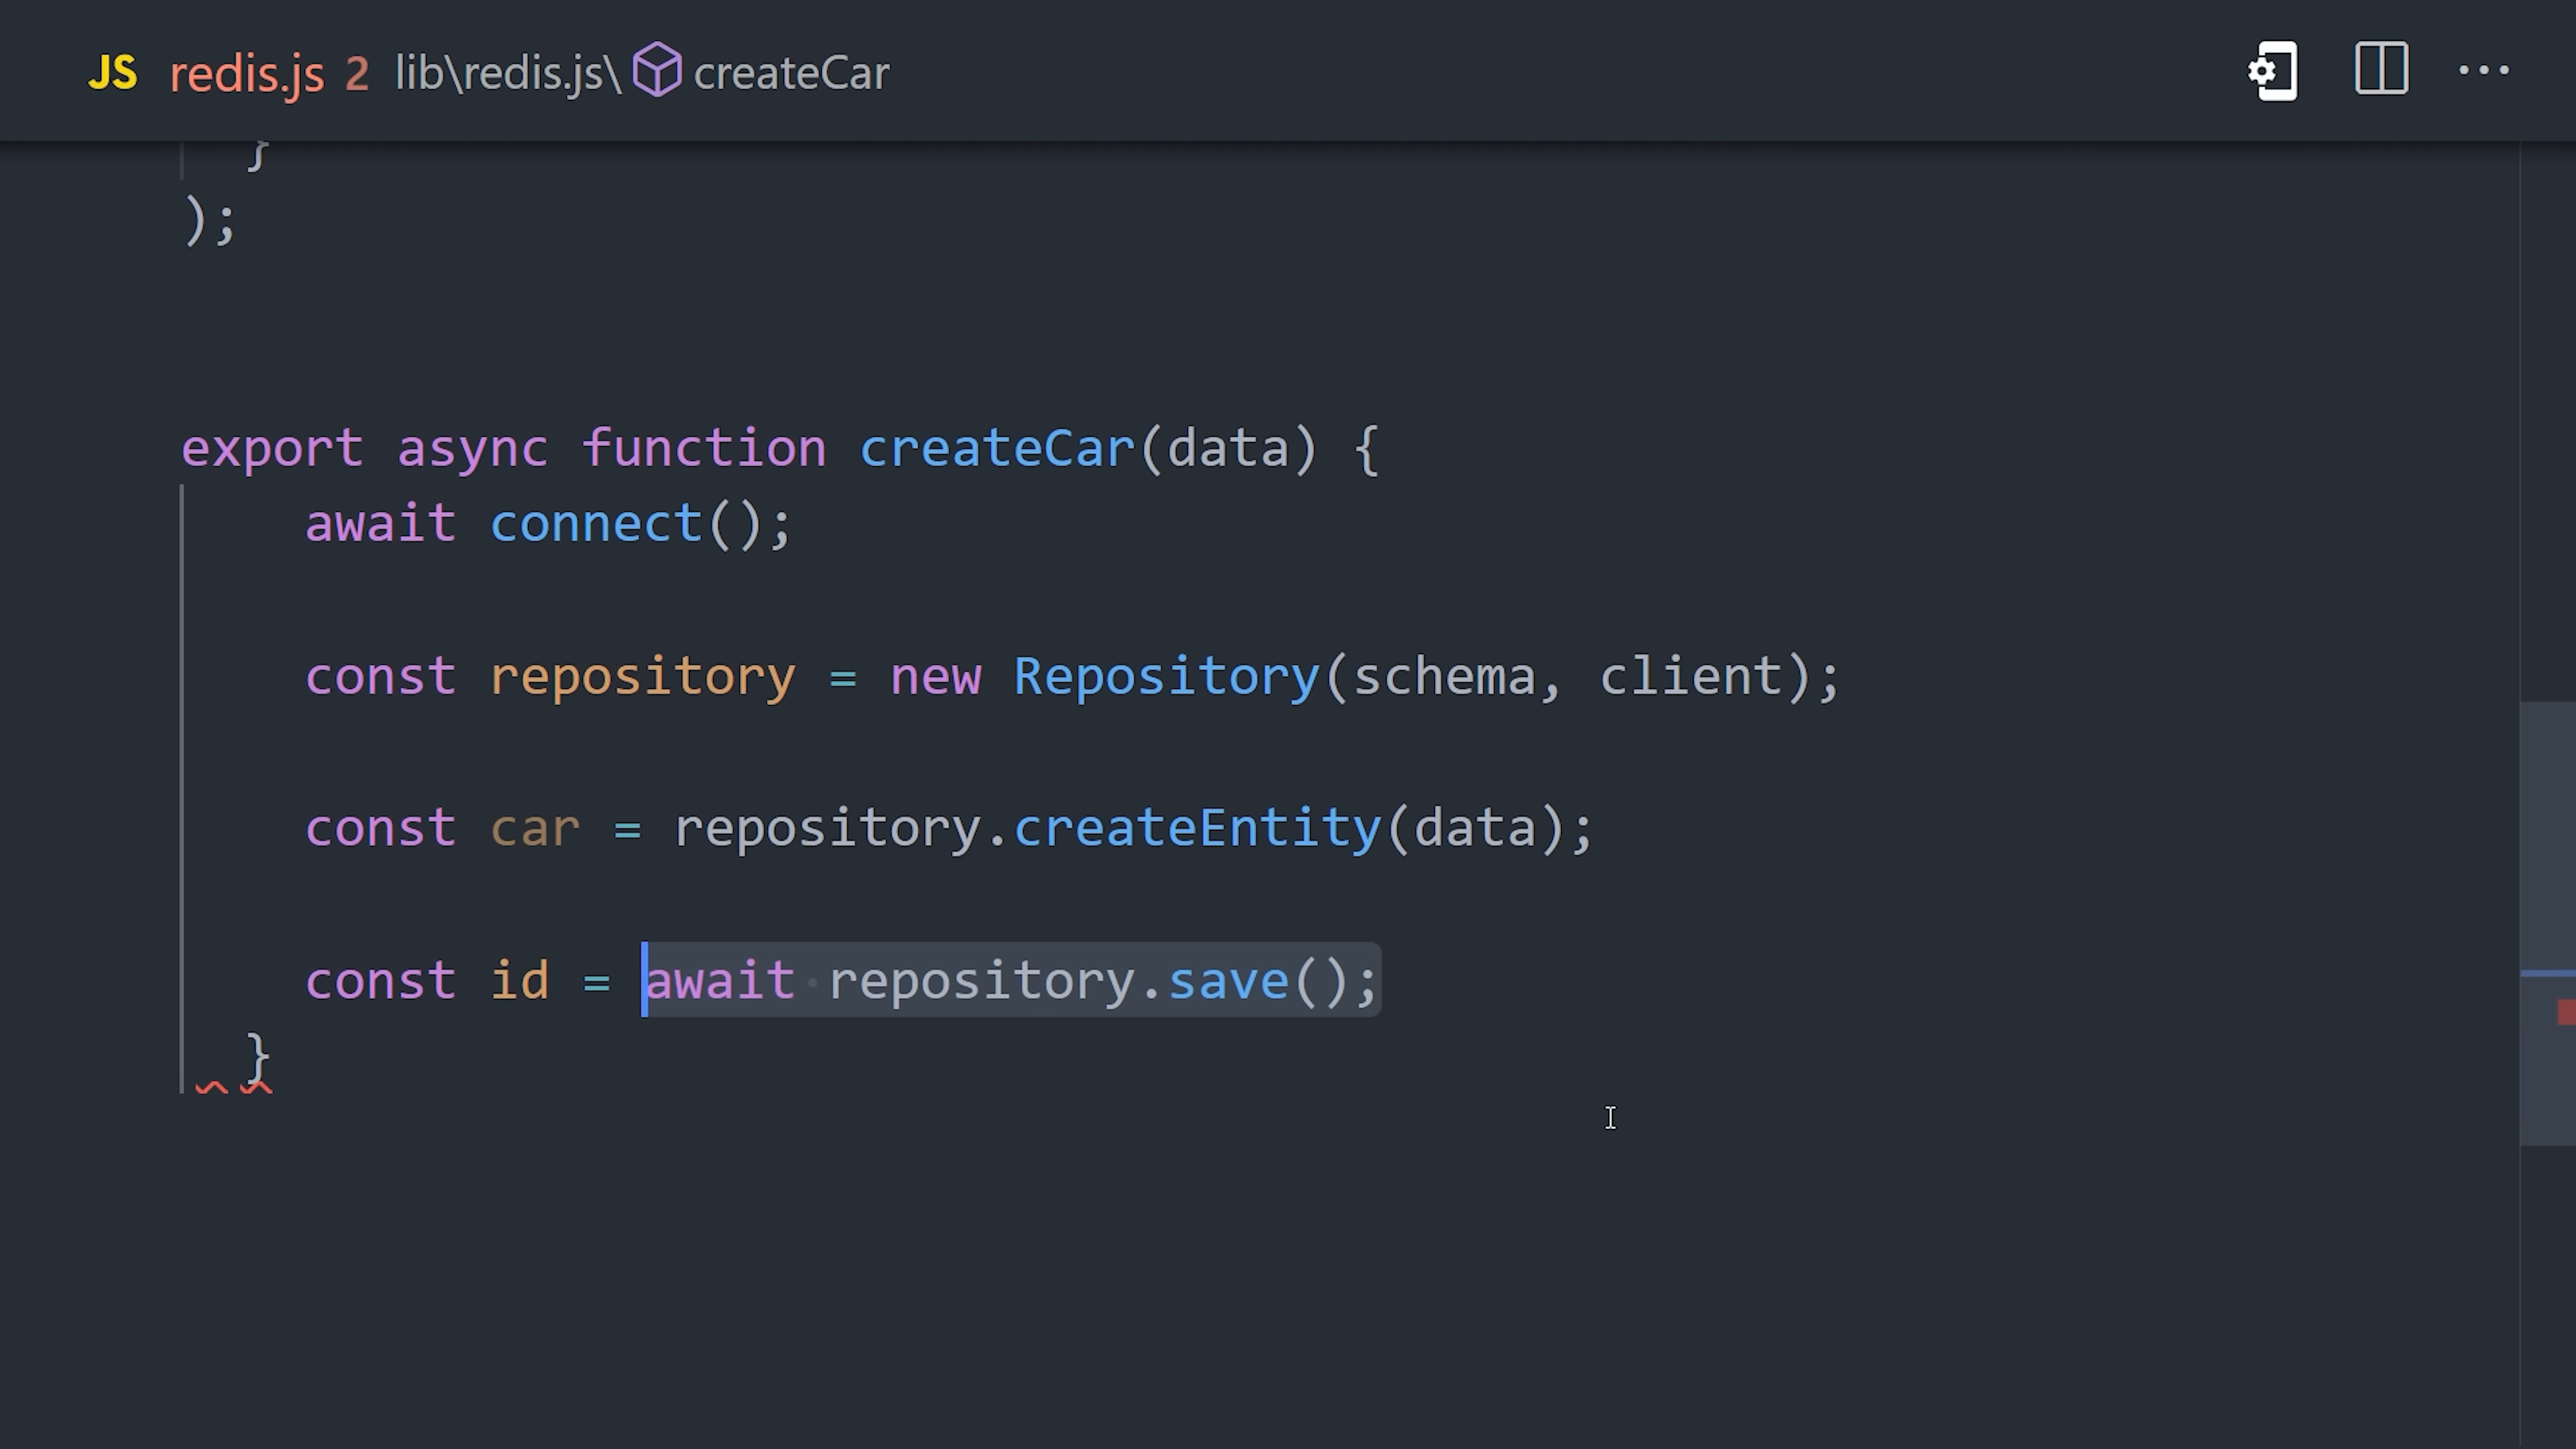 JS redis.js 2 lib\redis.js\ createCar ...
}
);
export async function createCar(data) {
await connect();
const repository = new Repository(schema, client);
const car = repository.createEntity(data);
const id = await repository.save();
}